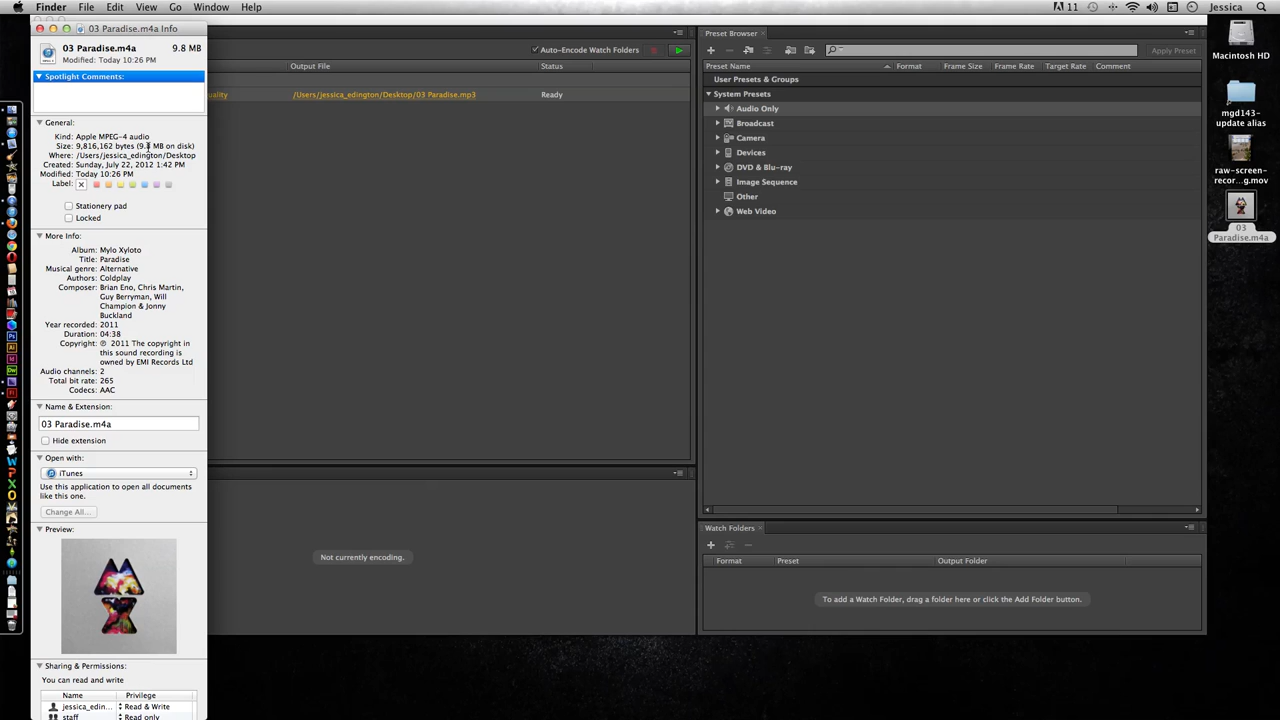 Finder File Edit View Go Window Help 11 Jessica
03 Paradise.m4a Info
03 Paradise.m4a 9.8 MB
Modified: Today 10:26 PM
Spotlight Comments:
General:
Kind: Apple MPEG-4 audio
Size: 9,816,162 bytes (9.8 MB on disk)
Where: /Users/jessica_edington/Desktop
Created: Sunday, July 22, 2012 1:42 PM
Modified: Today 10:26 PM
Label:
Stationery pad
Locked
More Info:
Album: Mylo Xyloto
Title: Paradise
Musical genre: Alternative
Authors: Coldplay
Composer: Brian Eno, Chris Martin,
Guy Berryman, Will
Champion & Jonny
Buckland
Year recorded: 2011
Duration: 04:38
Copyright: ℗ 2011 The copyright in
this sound recording is
owned by EMI Records Ltd
Audio channels: 2
Total bit rate: 265
Codecs: AAC
Name & Extension:
03 Paradise.m4a
Hide extension
Open with:
iTunes
Use this application to open all documents
like this one.
Change All...
Preview:
Sharing & Permissions:
You can read and write
Name Privilege
jessica_edin... Read & Write
staff Read only
Auto-Encode Watch Folders
Output File Status
uality /Users/jessica_edington/Desktop/03 Paradise.mp3 Ready
Not currently encoding.
Preset Browser
Apply Preset
Preset Name Format Frame Size Frame Rate Target Rate Comment
User Presets & Groups
System Presets
Audio Only
Broadcast
Camera
Devices
DVD & Blu-ray
Image Sequence
Other
Web Video
Watch Folders
Format Preset Output Folder
To add a Watch Folder, drag a folder here or click the Add Folder button.
Macintosh HD
mgd143-
update alias
raw-screen-
recor...g.mov
03
Paradise.m4a